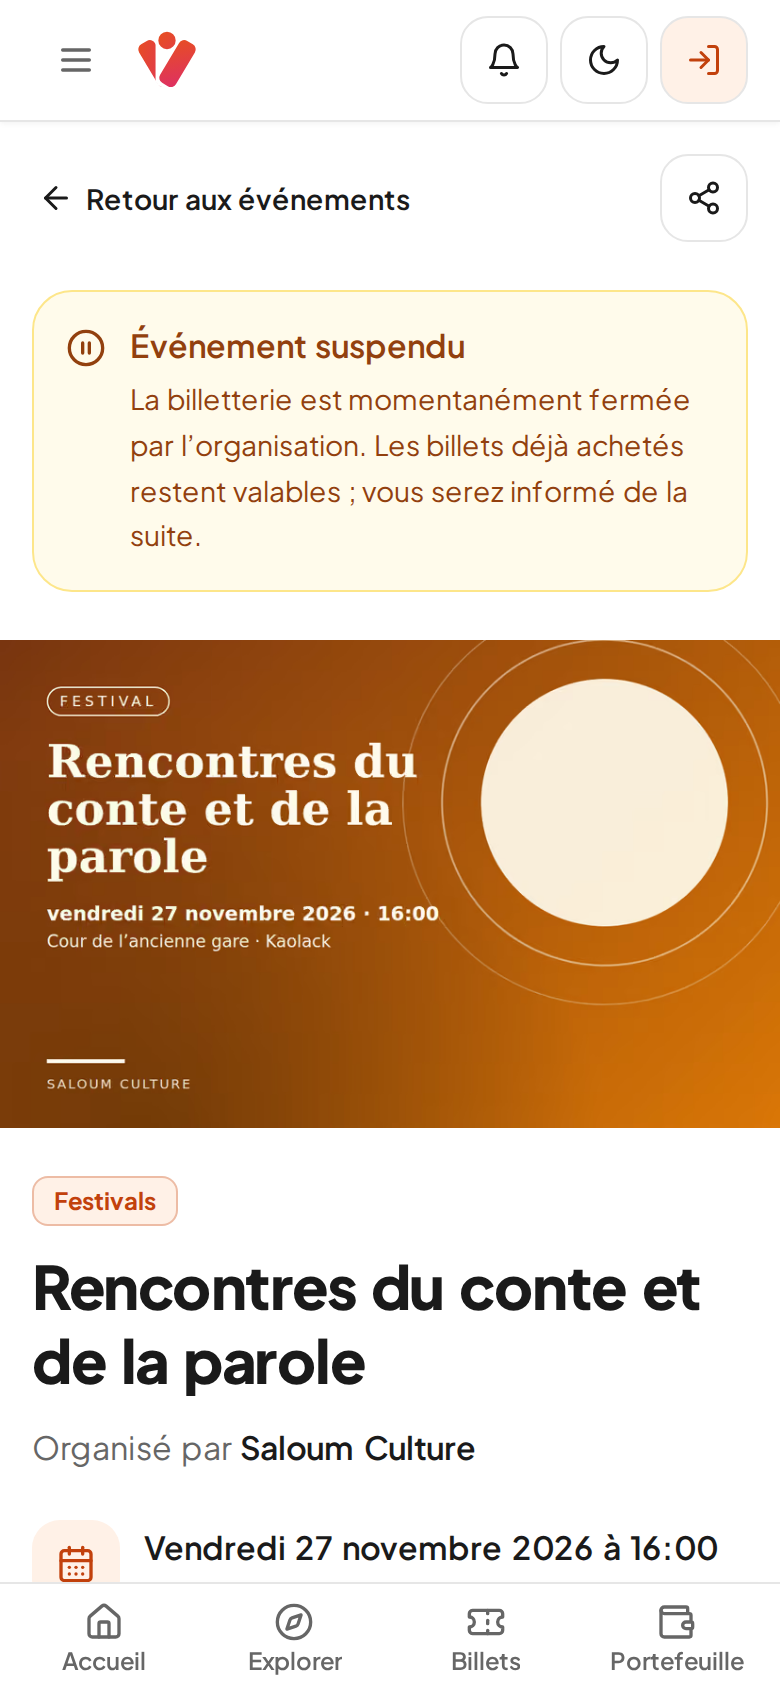 Retour aux événements
Événement suspendu
La billetterie est momentanément fermée
par l’organisation. Les billets déjà achetés
restent valables ; vous serez informé de la
suite.
FESTIVAL
Rencontres du
conte et de la
parole
vendredi 27 novembre 2026 · 16:00
Cour de l’ancienne gare · Kaolack
SALOUM CULTURE
Festivals
Rencontres du conte et
de la parole
Organisé par Saloum Culture
Vendredi 27 novembre 2026 à 16:00
Accueil
Explorer
Billets
Portefeuille